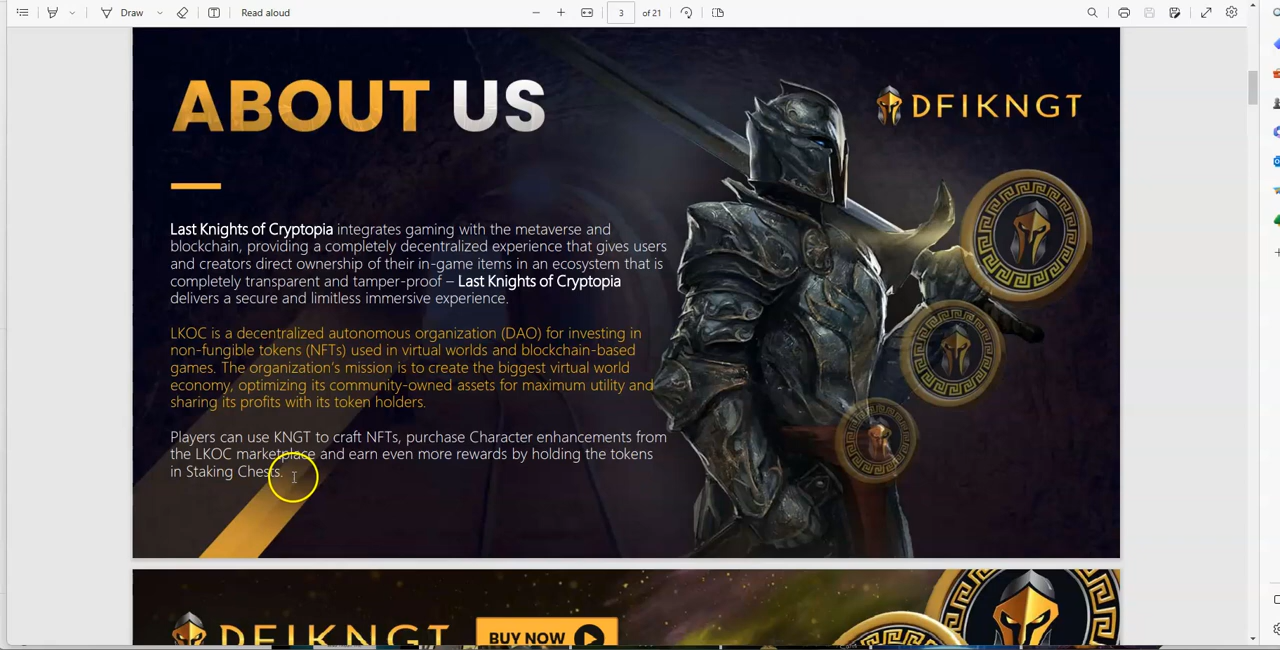 Draw
Read aloud
3
of 21
ABOUT US
DFIKNGT
Last Knights of Cryptopia integrates gaming with the metaverse and
blockchain, providing a completely decentralized experience that gives users
and creators direct ownership of their in-game items in an ecosystem that is
completely transparent and tamper-proof – Last Knights of Cryptopia
delivers a secure and limitless immersive experience.
LKOC is a decentralized autonomous organization (DAO) for investing in
non-fungible tokens (NFTs) used in virtual worlds and blockchain-based
games. The organization's mission is to create the biggest virtual world
economy, optimizing its community-owned assets for maximum utility and
sharing its profits with its token holders.
Players can use KNGT to craft NFTs, purchase Character enhancements from
the LKOC marketplace and earn even more rewards by holding the tokens
in Staking Chests.
DFIKNGT
BUY NOW